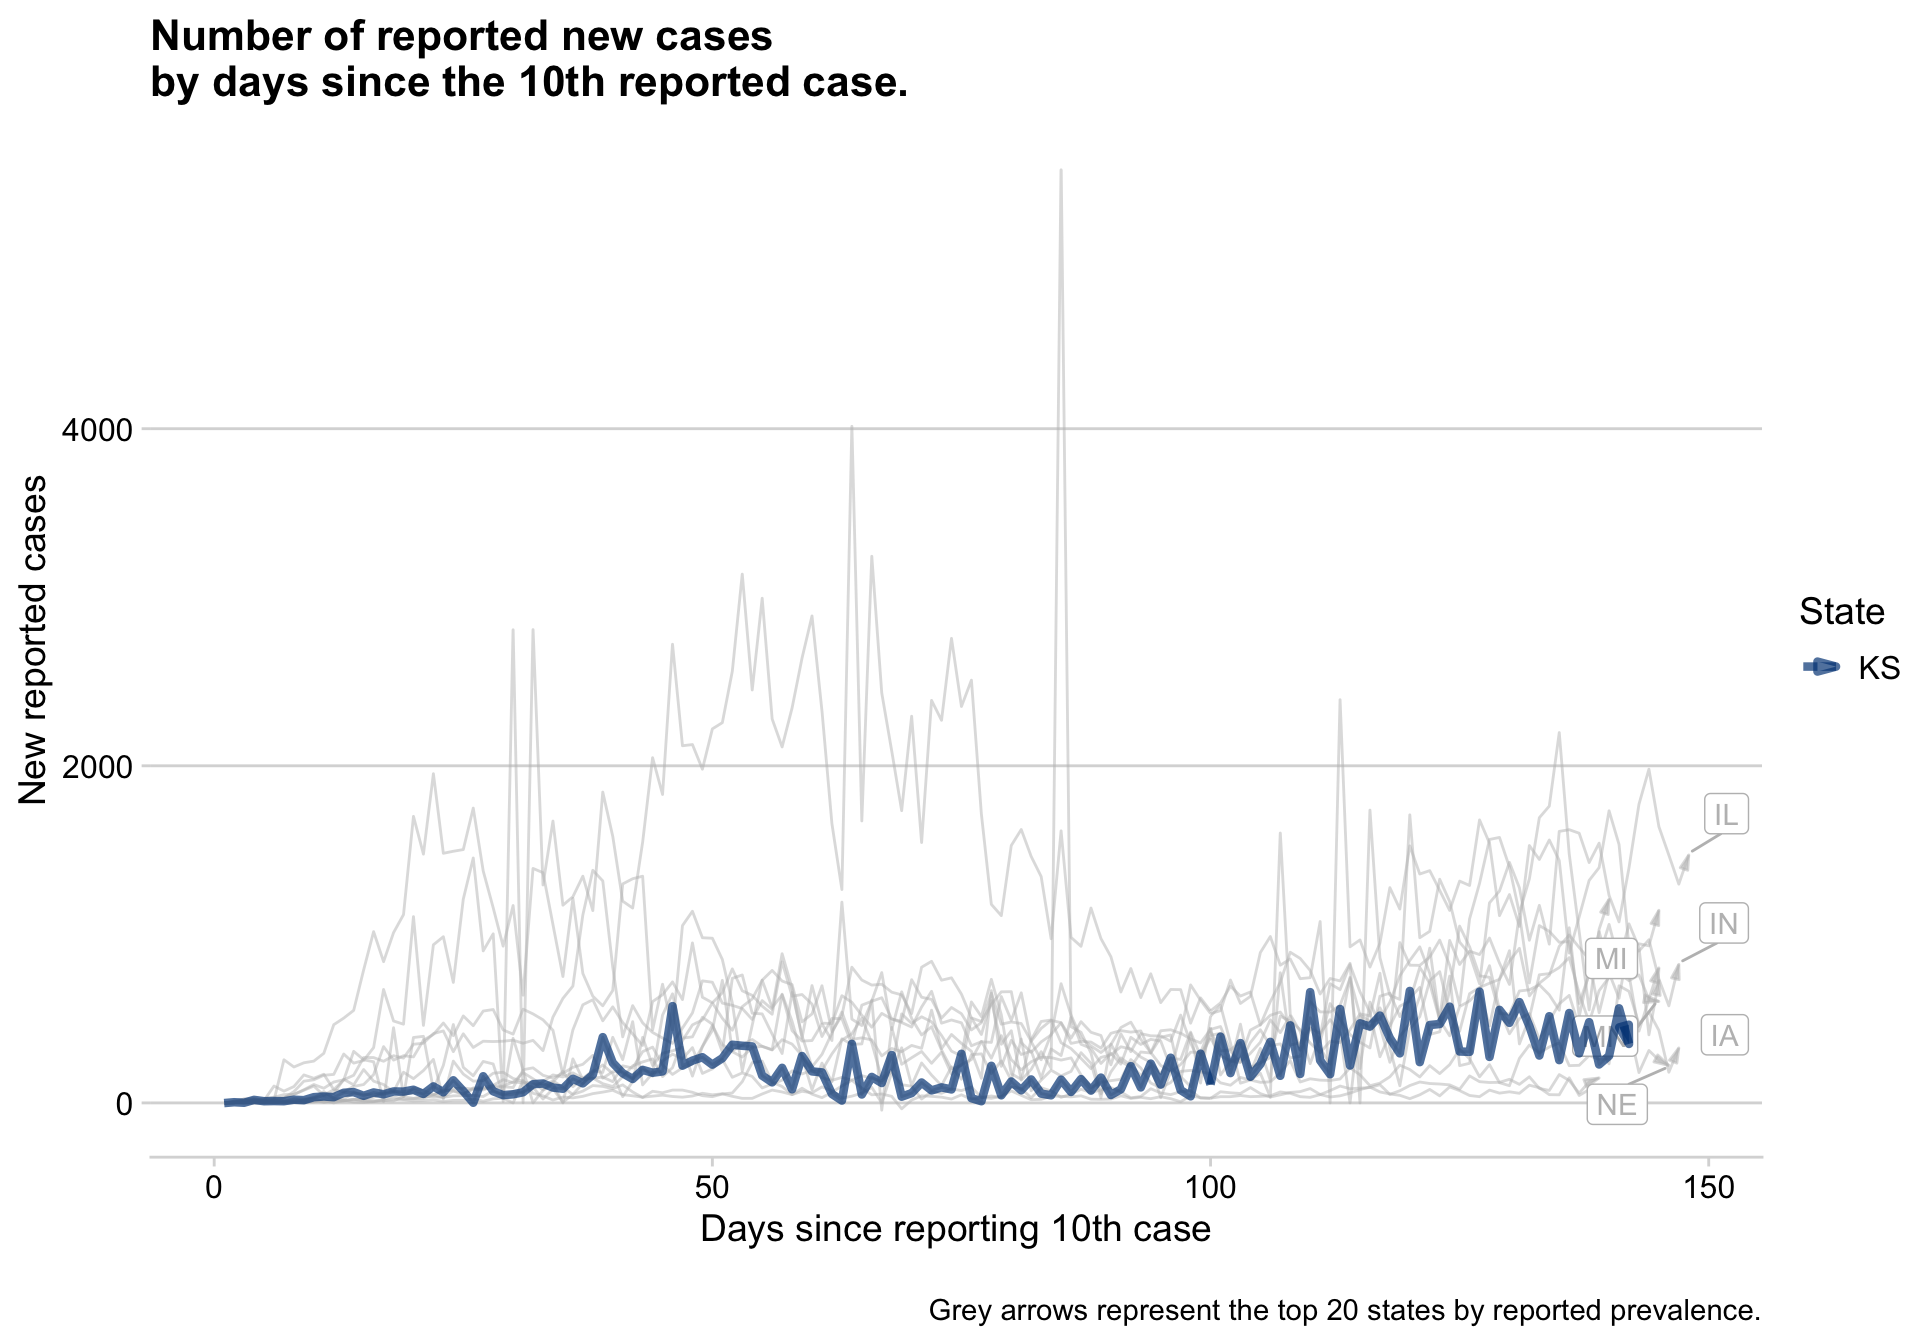 Number of reported new cases
by days since the 10th reported case.
New reported cases
4000
2000
0
0
50
100
150
Days since reporting 10th case
IL
IN
MI
IA
NE
State
KS
Grey arrows represent the top 20 states by reported prevalence.